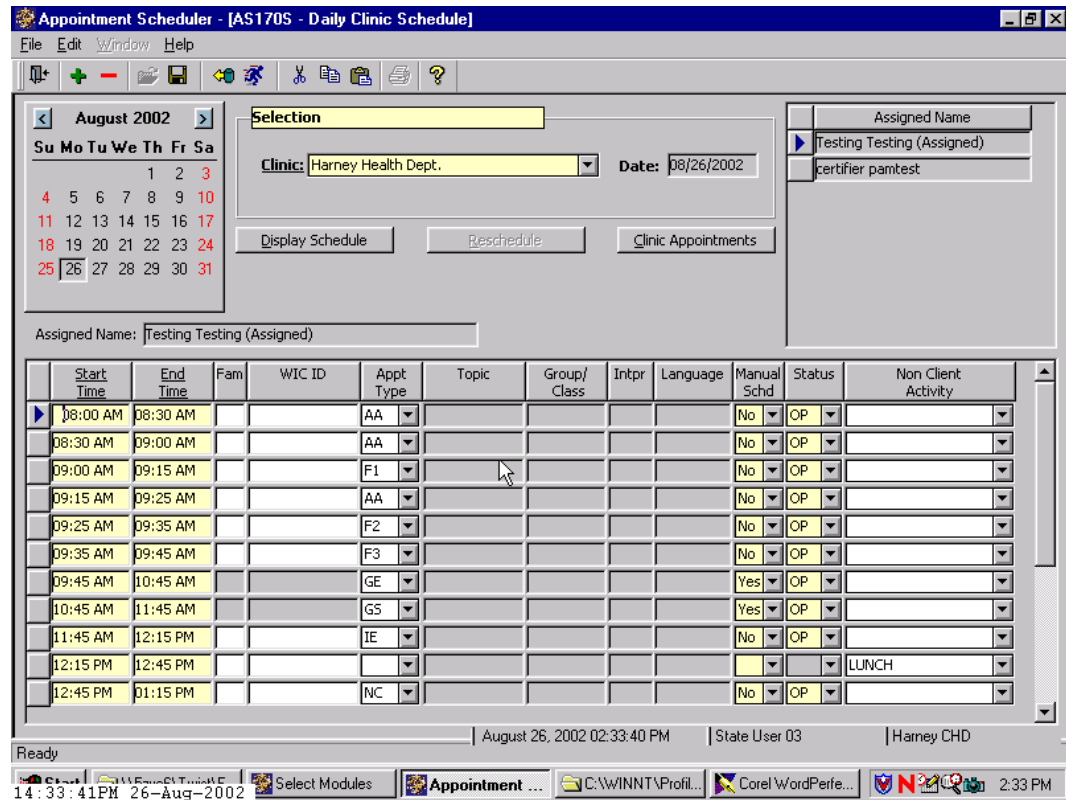 Appointment Scheduler - [AS170S - Daily Clinic Schedule]
File Edit Window Help
August 2002
Su Mo Tu We Th Fr Sa
1 2 3
4 5 6 7 8 9 10
11 12 13 14 15 16 17
18 19 20 21 22 23 24
25 26 27 28 29 30 31
Selection
Clinic: Harney Health Dept. Date: 08/26/2002
Display Schedule Reschedule Clinic Appointments
Assigned Name
Testing Testing (Assigned)
certifier pamtest
Assigned Name: Testing Testing (Assigned)
Start Time End Time Fam WIC ID Appt Type Topic Group/ Class Intpr Language Manual Schd Status Non Client Activity
08:00 AM 08:30 AM AA No OP
08:30 AM 09:00 AM AA No OP
09:00 AM 09:15 AM F1 No OP
09:15 AM 09:25 AM AA No OP
09:25 AM 09:35 AM F2 No OP
09:35 AM 09:45 AM F3 No OP
09:45 AM 10:45 AM GE Yes OP
10:45 AM 11:45 AM GS Yes OP
11:45 AM 12:15 PM IE No OP
12:15 PM 12:45 PM LUNCH
12:45 PM 01:15 PM NC No OP
August 26, 2002 02:33:40 PM State User 03 Harney CHD
Ready
Select Modules Appointment ... C:\WINNT\Profil... Corel WordPerfe... 2:33 PM
14:33:41PM 26-Aug-2002